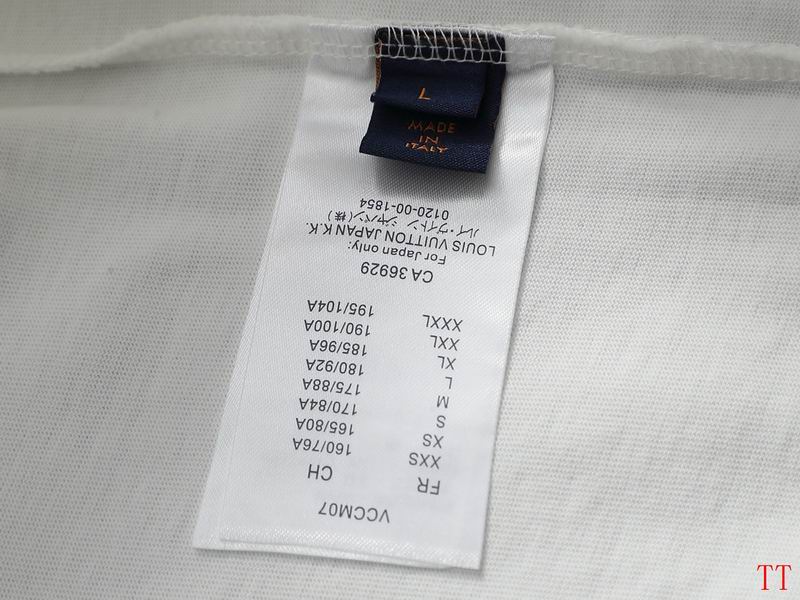 L
MADE
IN
ITALY
VCCM07
FR CH
XXS 160/76A
XS 165/80A
S 170/84A
M 175/88A
L 180/92A
XL 185/96A
XXL 190/100A
XXXL 195/104A
CA 36929
For Japan only:
LOUIS VUITTON JAPAN K.K.
ルイ・ヴィトン ジャパン(株)
0120-00-1854
TT